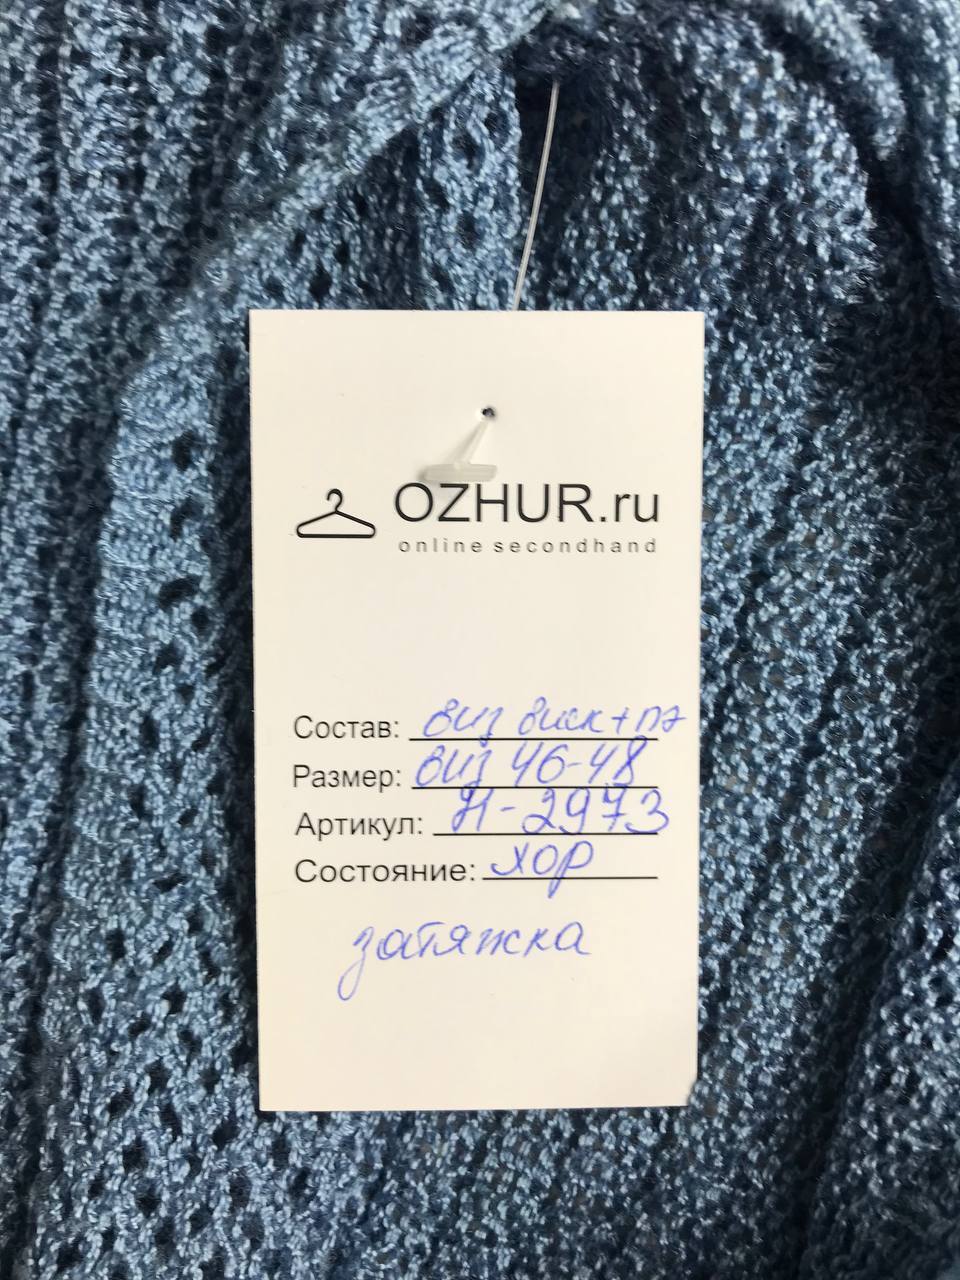 OZHUR.ru
online secondhand
Состав: виз виск+пэ
Размер: виз 46-48
Артикул: Н-2973
Состояние: хор
затяжка